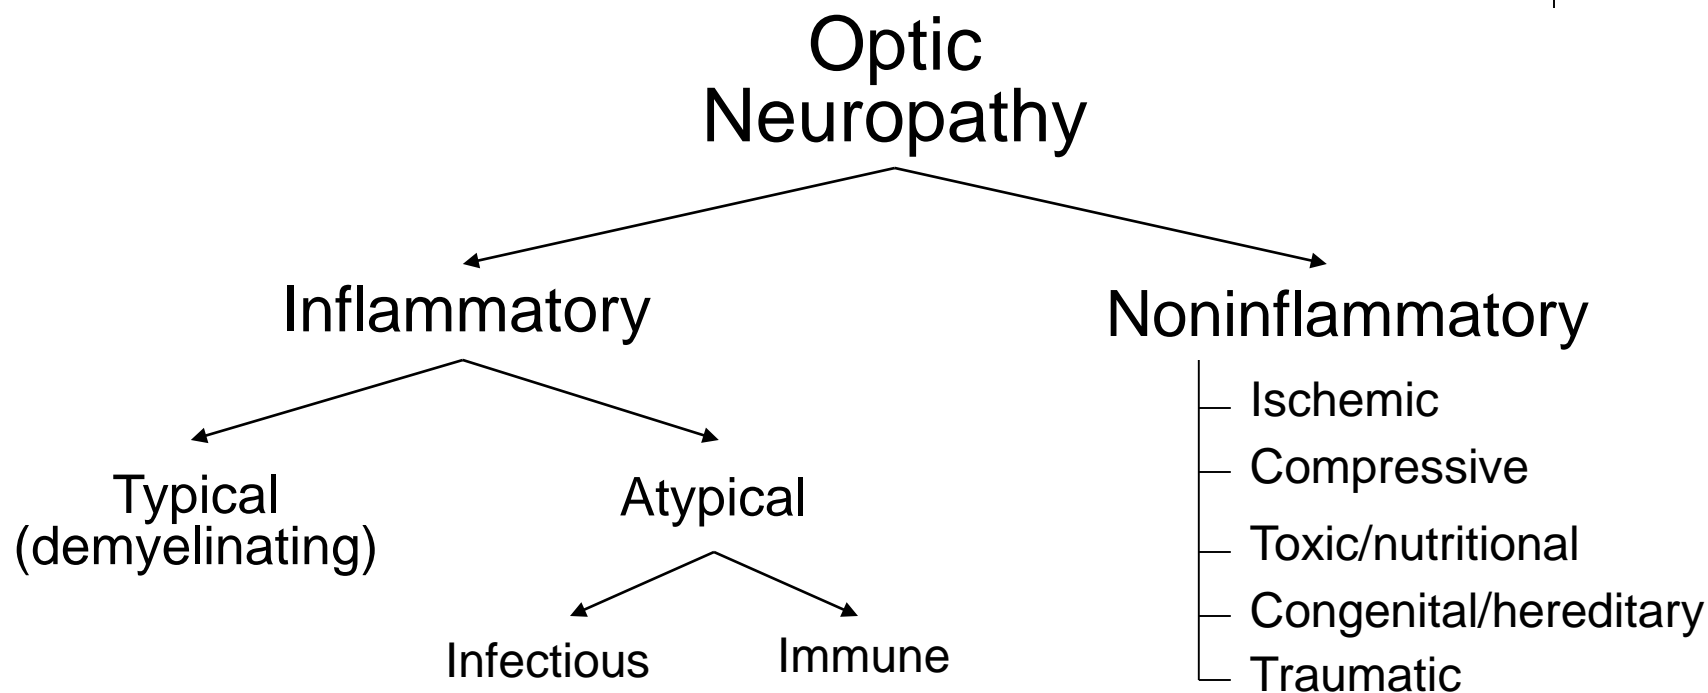 Optic
Neuropathy
Inflammatory
Noninflammatory
Typical
(demyelinating)
Atypical
Infectious
Immune
Ischemic
Compressive
Toxic/nutritional
Congenital/hereditary
Traumatic